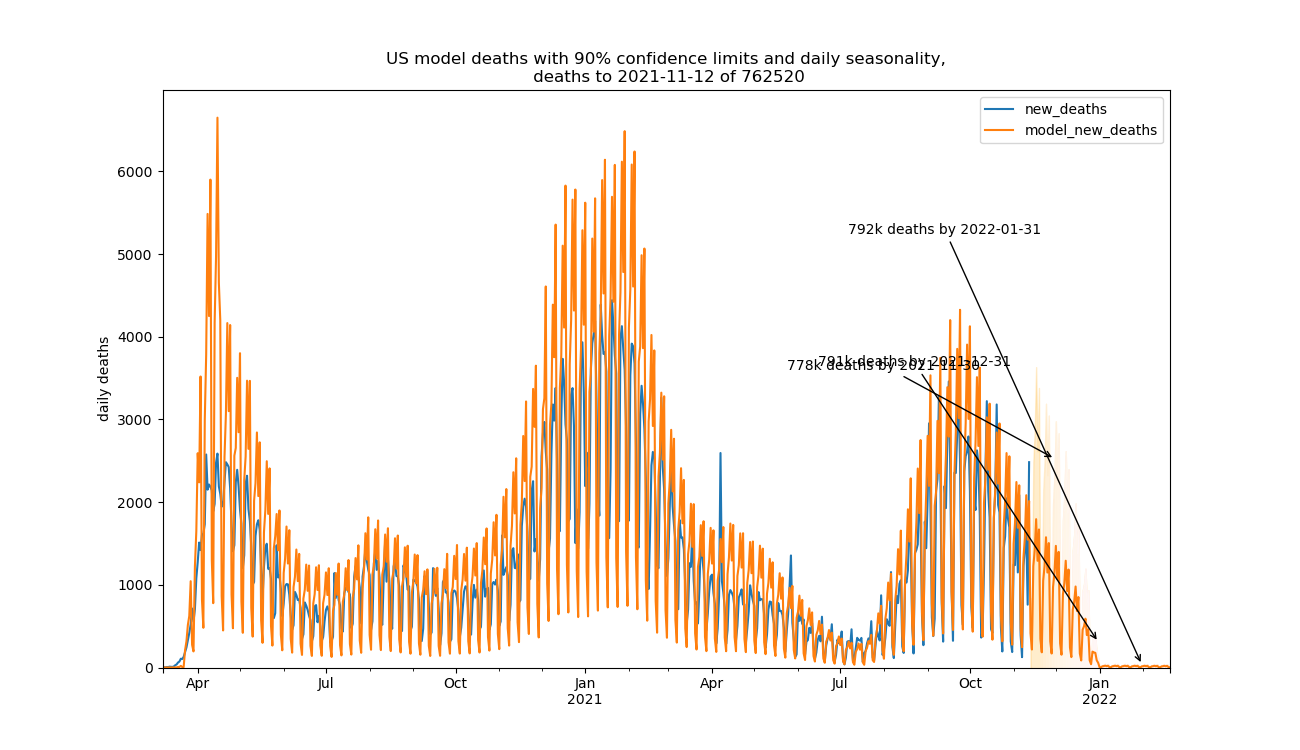 US model deaths with 90% confidence limits and daily seasonality,
deaths to 2021-11-12 of 762520
new_deaths
model_new_deaths
792k deaths by 2022-01-31
791k deaths by 2021-12-31
778k deaths by 2021-11-30
daily deaths
6000
5000
4000
3000
2000
1000
0
Apr
Jul
Oct
Jan
2021
Apr
Jul
Oct
Jan
2022